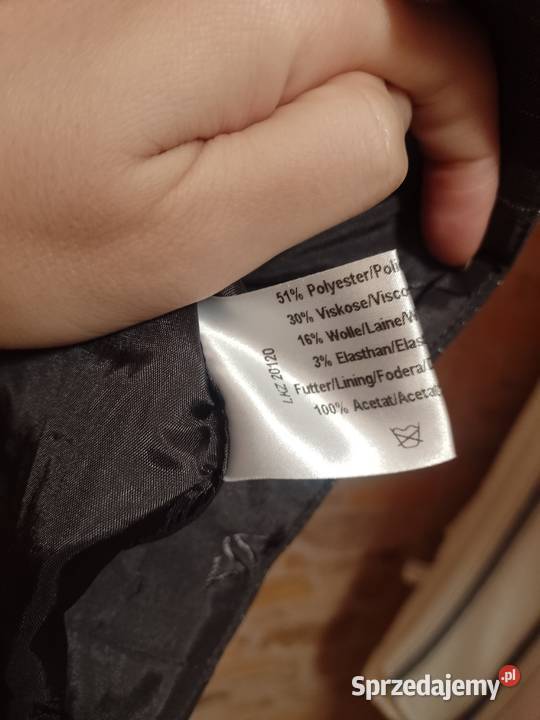 51% Polyester/Poli
30% Viskose/Visco
16% Wolle/Laine/W
3% Elasthan/Elas
Futter/Lining/Fodera/D
100% Acetat/Acetat
LKZ 20120
Sprzedajemy.pl